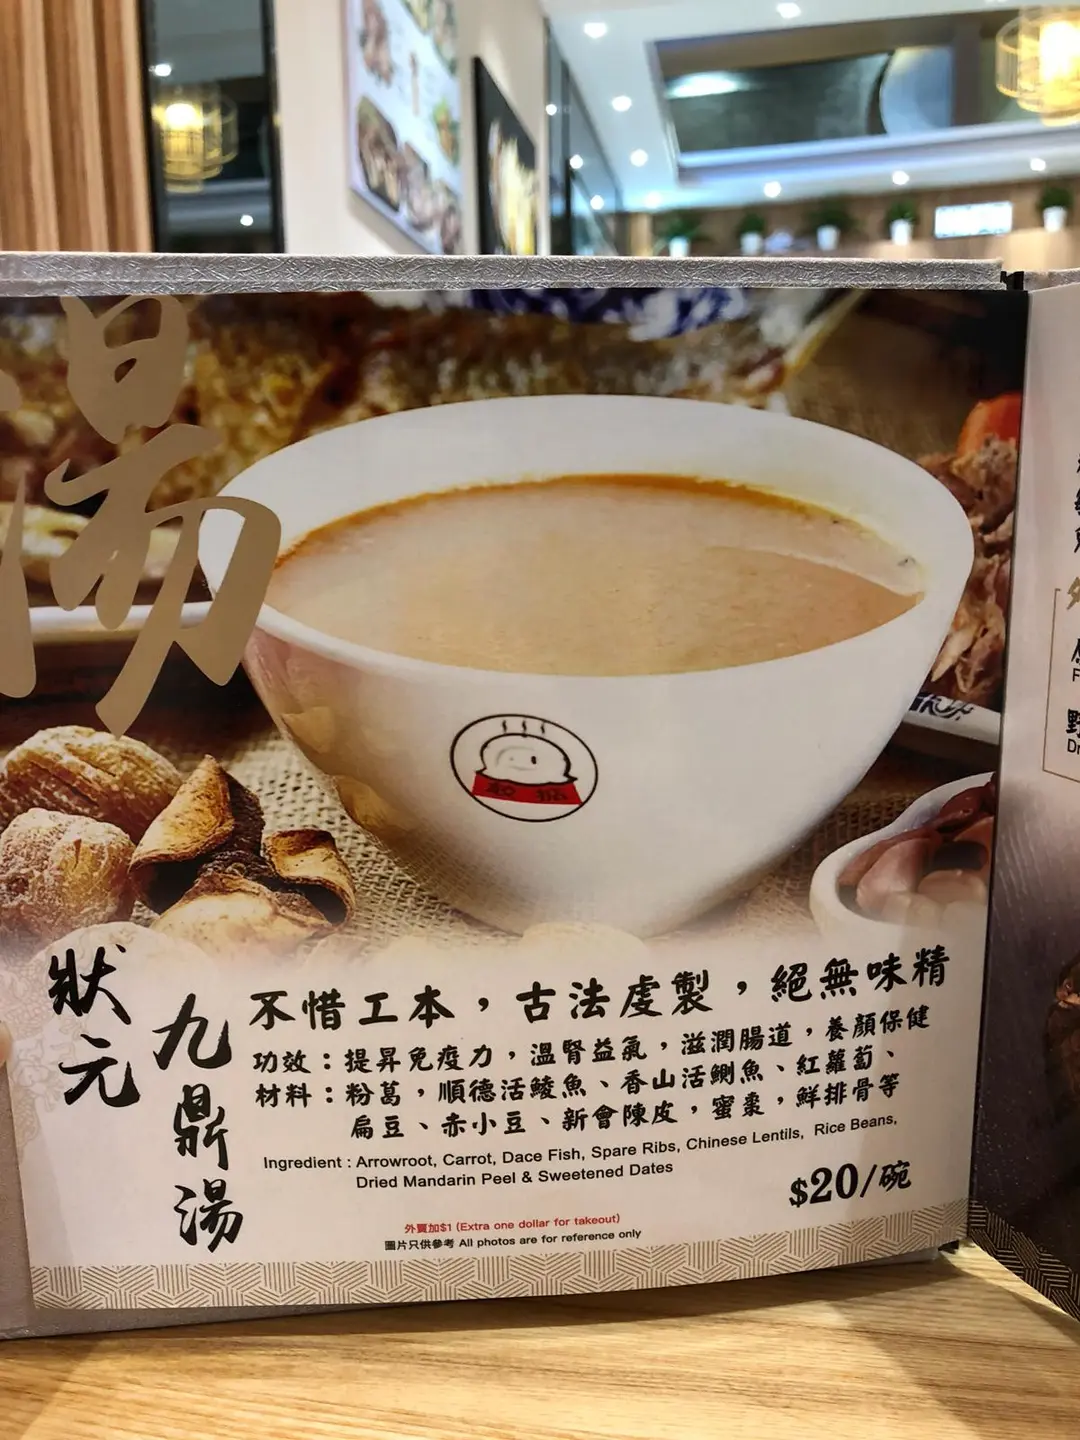 湯
狀元
九鼎湯
不惜工本，古法虔製，絕無味精
功效：提昇免疫力，溫腎益氣，滋潤腸道，養顏保健
材料：粉葛，順德活鯪魚、香山活鰂魚、紅蘿蔔、
扁豆、赤小豆、新會陳皮，蜜棗，鮮排骨等
Ingredient : Arrowroot, Carrot, Dace Fish, Spare Ribs, Chinese Lentils, Rice Beans,
Dried Mandarin Peel & Sweetened Dates
$20/碗
外賣加$1 (Extra one dollar for takeout)
圖片只供參考 All photos are for reference only